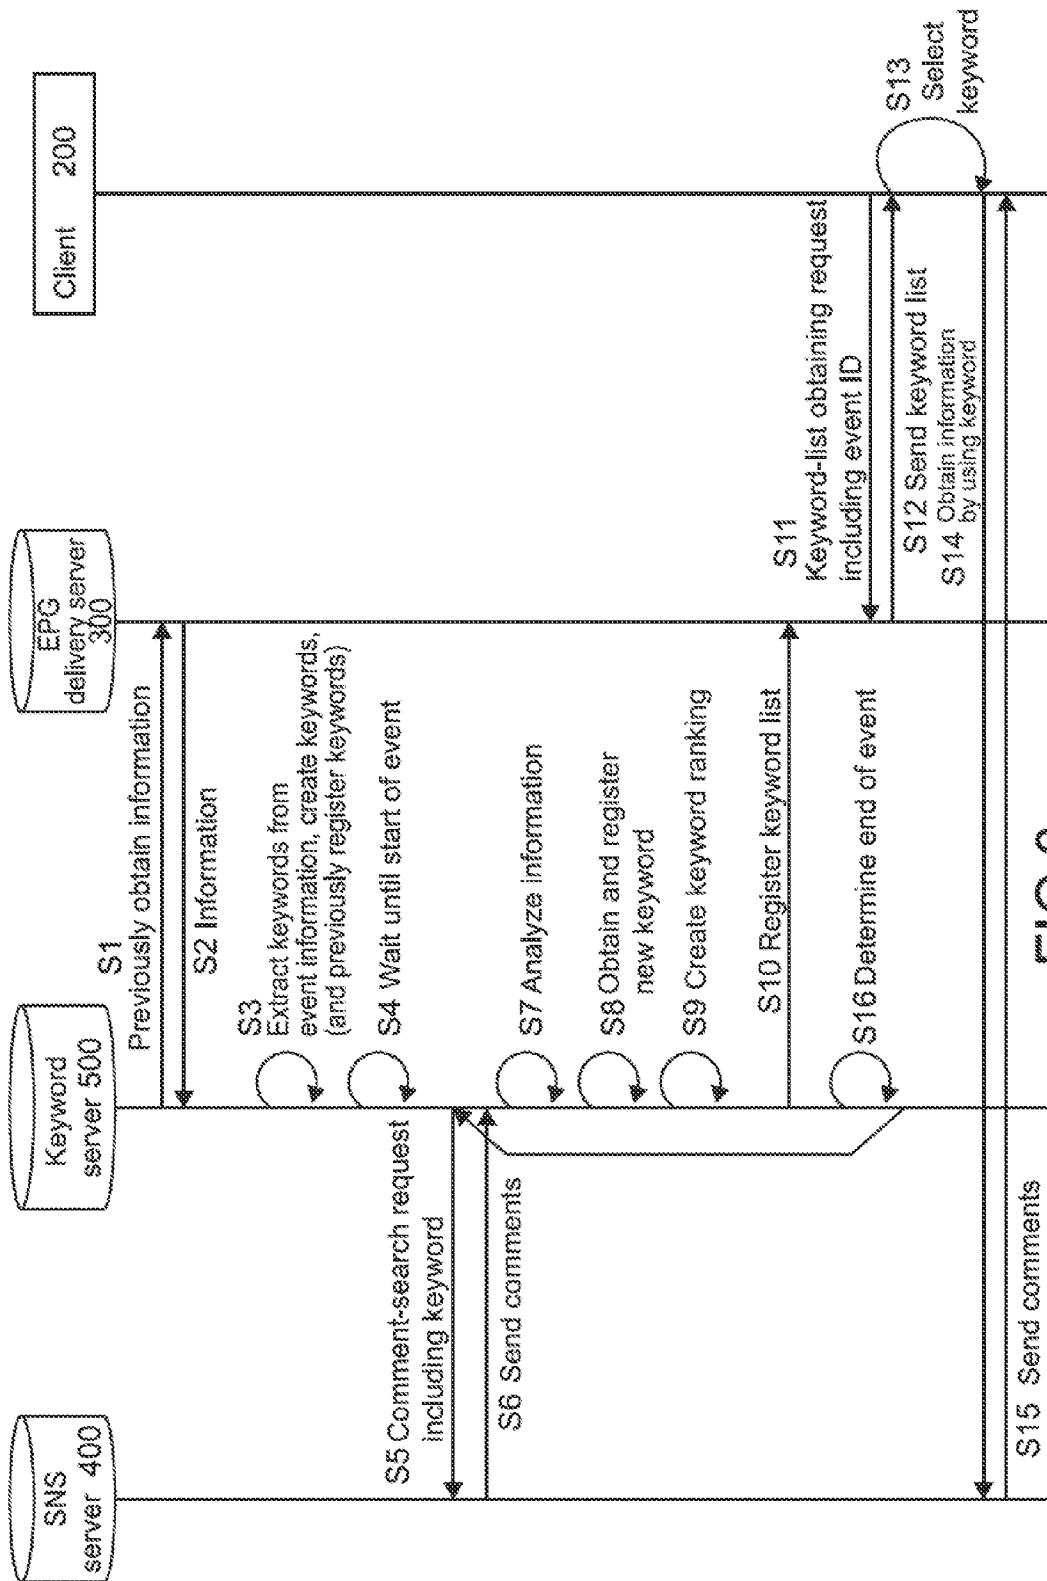 SNS
server 400
Keyword
server 500
EPG
delivery server
300
Client 200
S1
Previously obtain information
S2 Information
S3
Extract keywords from
event information, create keywords,
(and previously register keywords)
S4 Wait until start of event
S5 Comment-search request
including keyword
S6 Send comments
S7 Analyze information
S8 Obtain and register
new keyword
S9 Create keyword ranking
S10 Register keyword list
S11
Keyword-list obtaining request
including event ID
S12 Send keyword list
S13
Select
keyword
S14 Obtain information
by using keyword
S15 Send comments
S16 Determine end of event